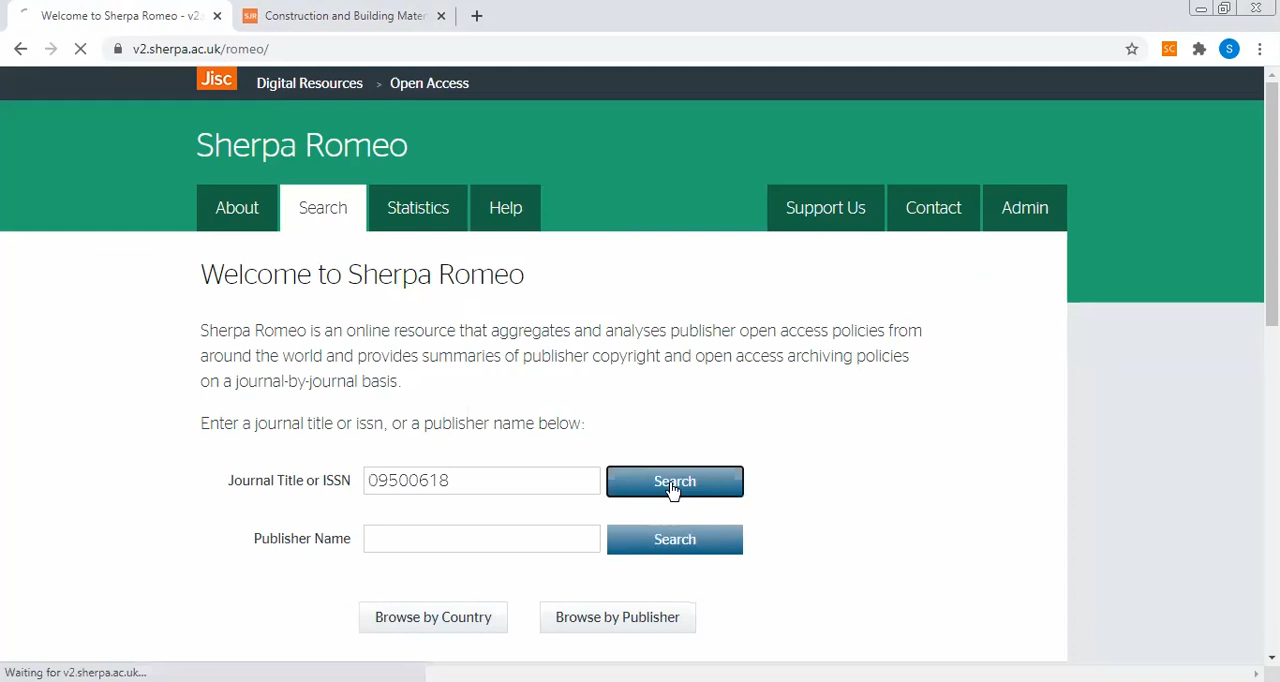 Welcome to Sherpa Romeo - v2.
SJR Construction and Building Mater
v2.sherpa.ac.uk/romeo/
SC
S
Jisc
Digital Resources > Open Access
Sherpa Romeo
About
Search
Statistics
Help
Support Us
Contact
Admin
Welcome to Sherpa Romeo
Sherpa Romeo is an online resource that aggregates and analyses publisher open access policies from
around the world and provides summaries of publisher copyright and open access archiving policies
on a journal-by-journal basis.
Enter a journal title or issn, or a publisher name below:
Journal Title or ISSN 09500618 Search
Publisher Name Search
Browse by Country Browse by Publisher
Waiting for v2.sherpa.ac.uk...